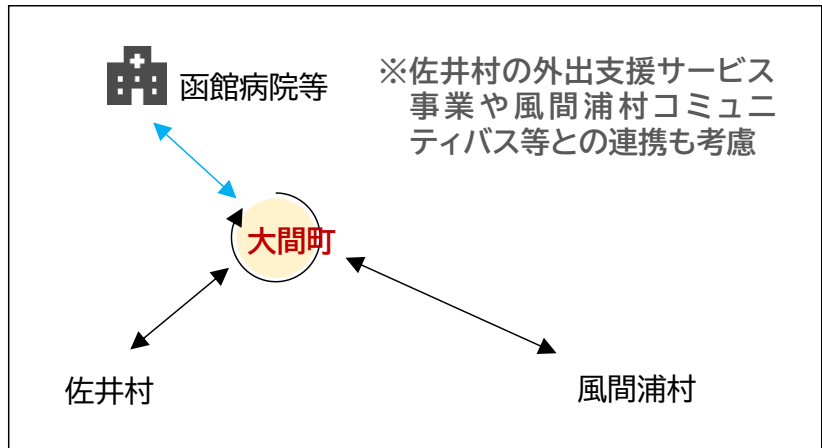 函館病院等
※佐井村の外出支援サービス
事業や風間浦村コミュニ
ティバス等との連携も考慮
大間町
佐井村
風間浦村